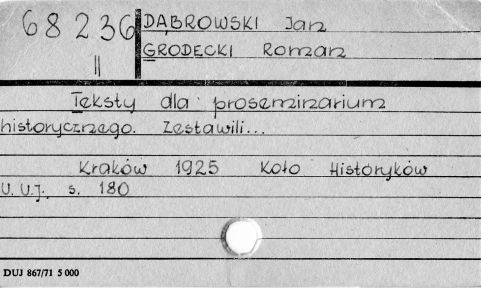 68236 DĄBROWSKI Jan
II GRODECKI Roman
Teksty dla proseminarium
historycznego. Zestawili...
Kraków 1925 Koło Historyków
U.U.J. s. 180
DUJ 867/71 5 000